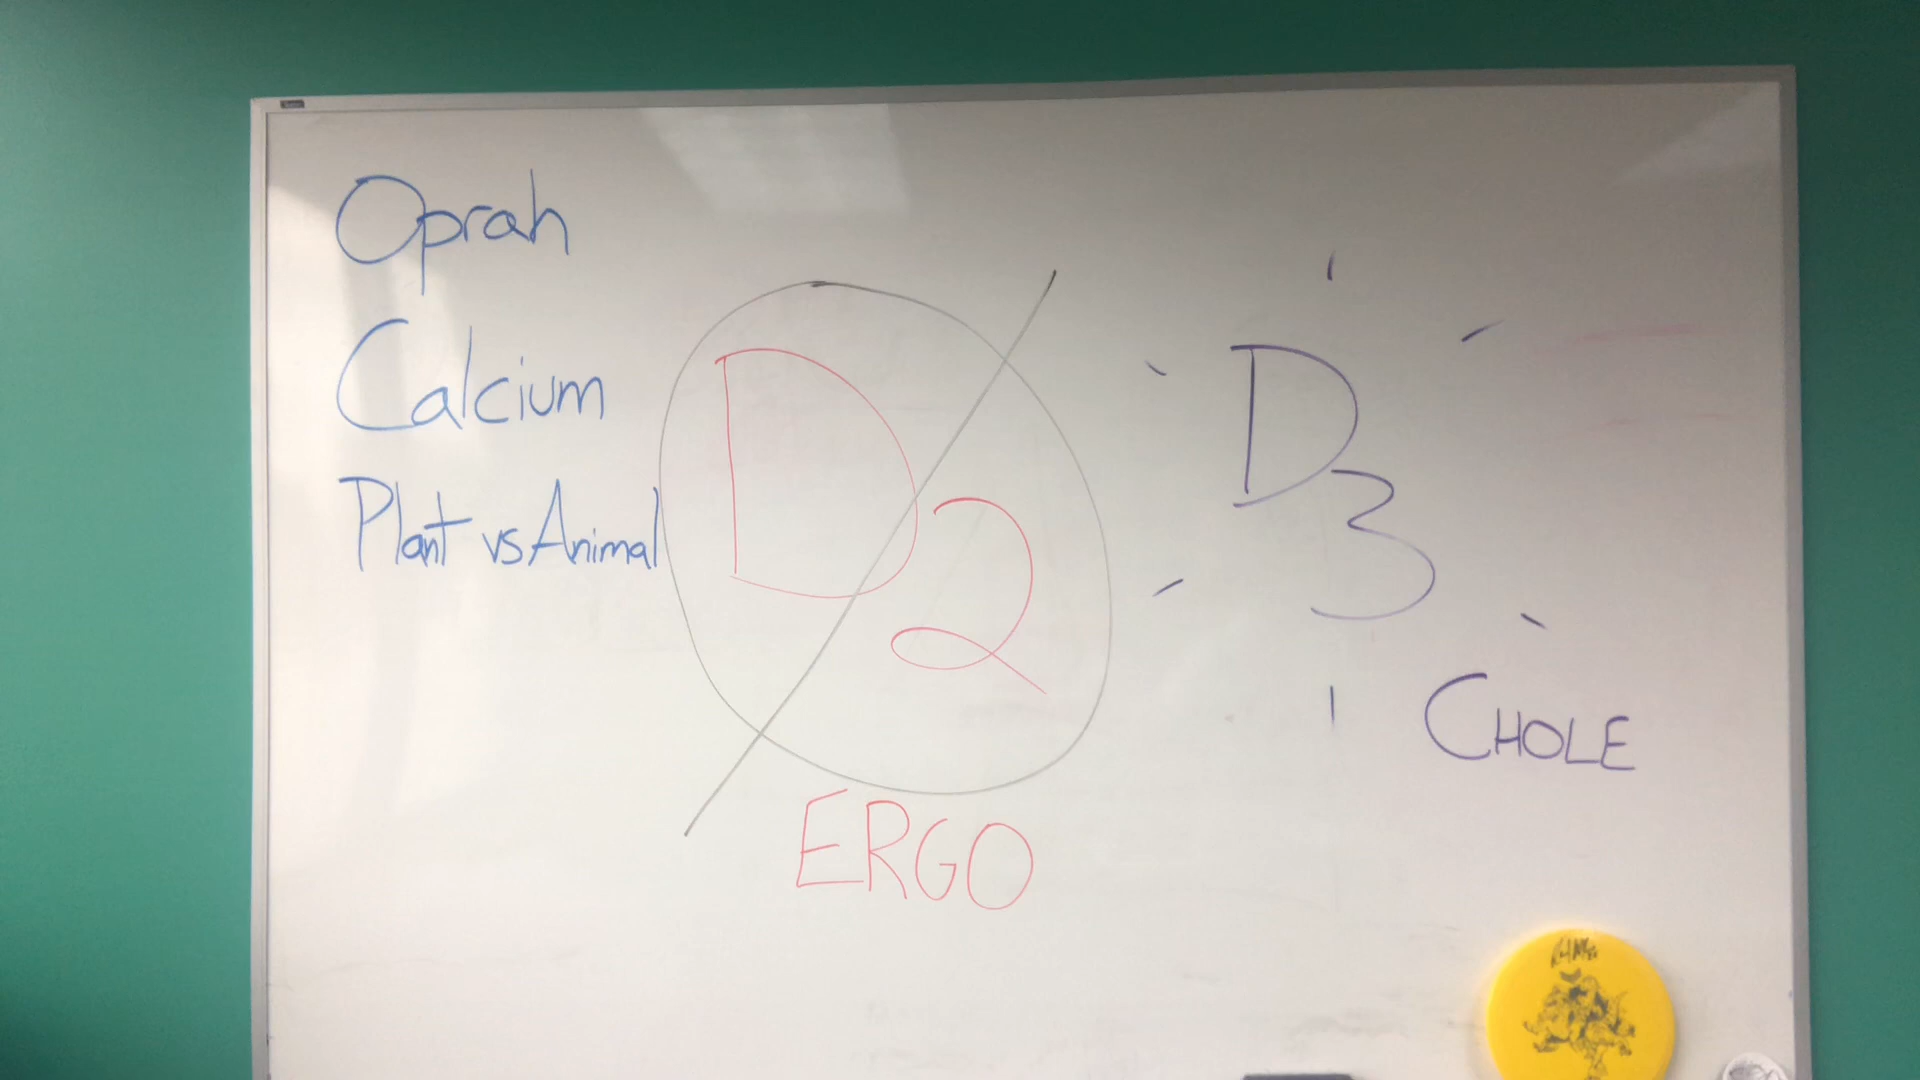 Oprah
Calcium
Plant vs Animal
D2
ERGO
D3
CHOLE